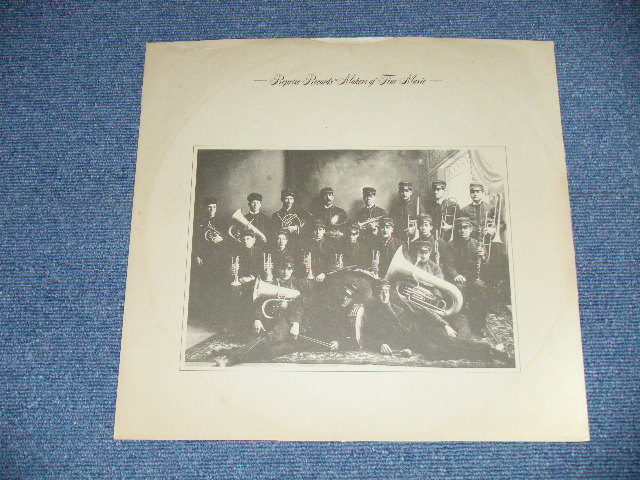 Reprise Records • Makers of Fine Music